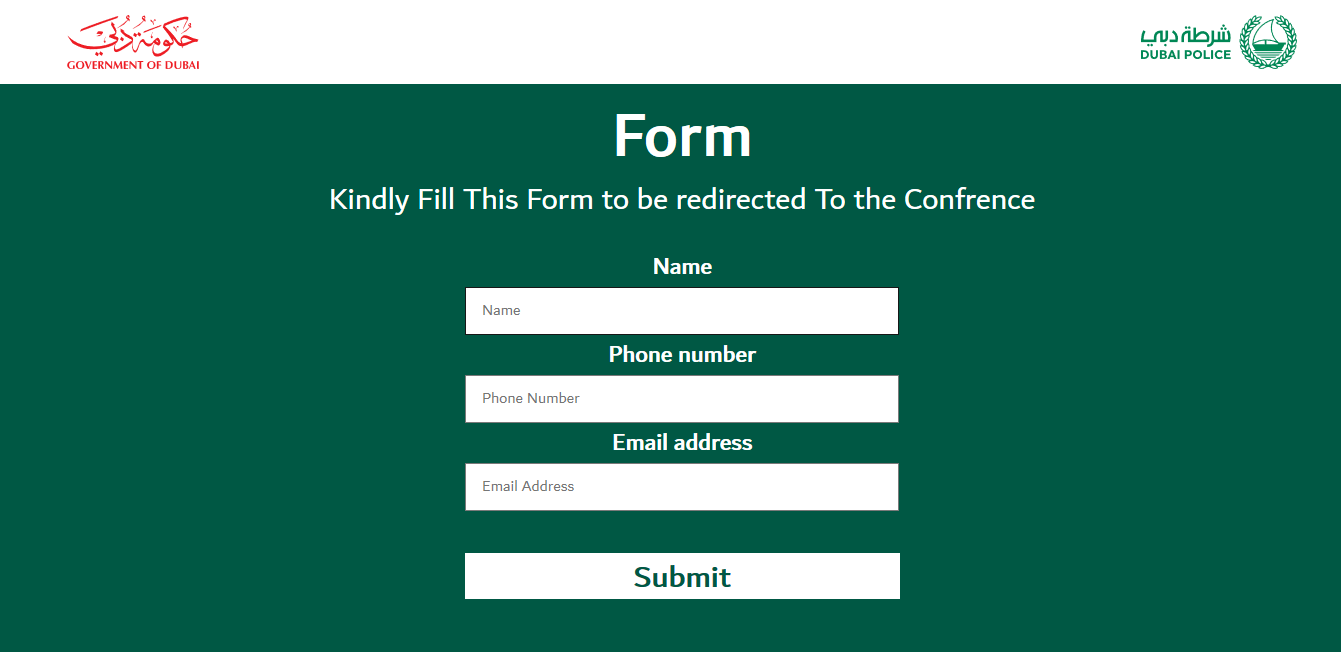 حكومة دبي
GOVERNMENT OF DUBAI
شرطة دبي
DUBAI POLICE
Form
Kindly Fill This Form to be redirected To the Confrence
Name
Name
Phone number
Phone Number
Email address
Email Address
Submit